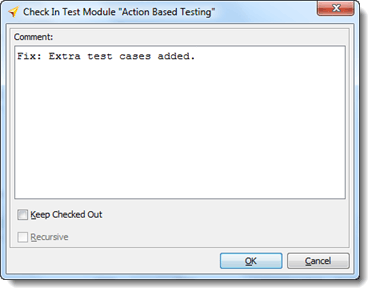 Check In Test Module "Action Based Testing"
Comment:
Fix: Extra test cases added.
Keep Checked Out
Recursive
OK
Cancel